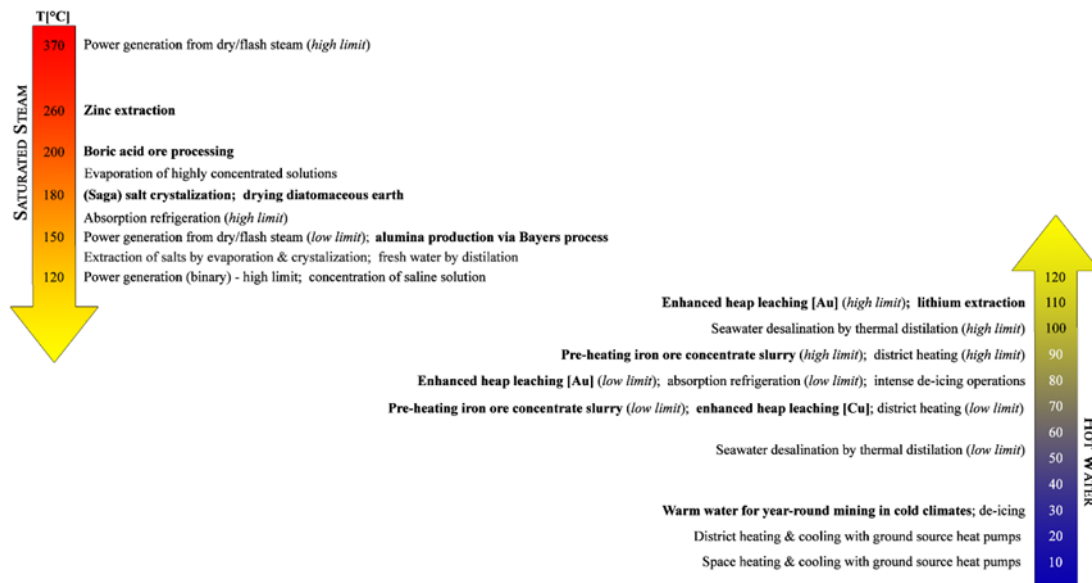 T[°C]
370 Power generation from dry/flash steam (high limit)
260 Zinc extraction
200 Boric acid ore processing
Evaporation of highly concentrated solutions
180 (Saga) salt crystalization; drying diatomaceous earth
Absorption refrigeration (high limit)
150 Power generation from dry/flash steam (low limit); alumina production via Bayers process
Extraction of salts by evaporation & crystalization; fresh water by distilation
120 Power generation (binary) - high limit; concentration of saline solution
SATURATED STEAM
120
Enhanced heap leaching [Au] (high limit); lithium extraction 110
Seawater desalination by thermal distilation (high limit) 100
Pre-heating iron ore concentrate slurry (high limit); district heating (high limit) 90
Enhanced heap leaching [Au] (low limit); absorption refrigeration (low limit); intense de-icing operations 80
Pre-heating iron ore concentrate slurry (low limit); enhanced heap leaching [Cu]; district heating (low limit) 70
60
Seawater desalination by thermal distilation (low limit)
50
40
Warm water for year-round mining in cold climates; de-icing 30
District heating & cooling with ground source heat pumps 20
Space heating & cooling with ground source heat pumps 10
HOT WATER